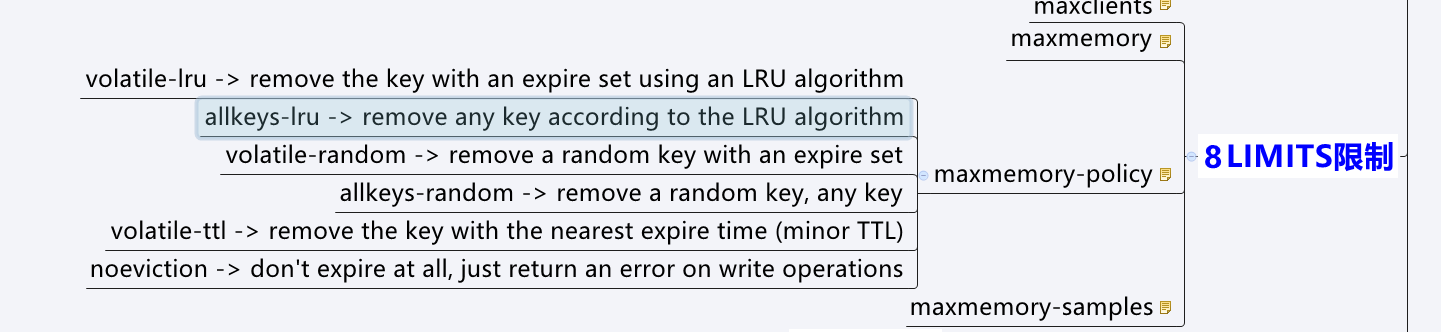 maxclients
maxmemory
volatile-lru -> remove the key with an expire set using an LRU algorithm
allkeys-lru -> remove any key according to the LRU algorithm
volatile-random -> remove a random key with an expire set
allkeys-random -> remove a random key, any key
volatile-ttl -> remove the key with the nearest expire time (minor TTL)
noeviction -> don't expire at all, just return an error on write operations
maxmemory-policy
maxmemory-samples
8 LIMITS限制